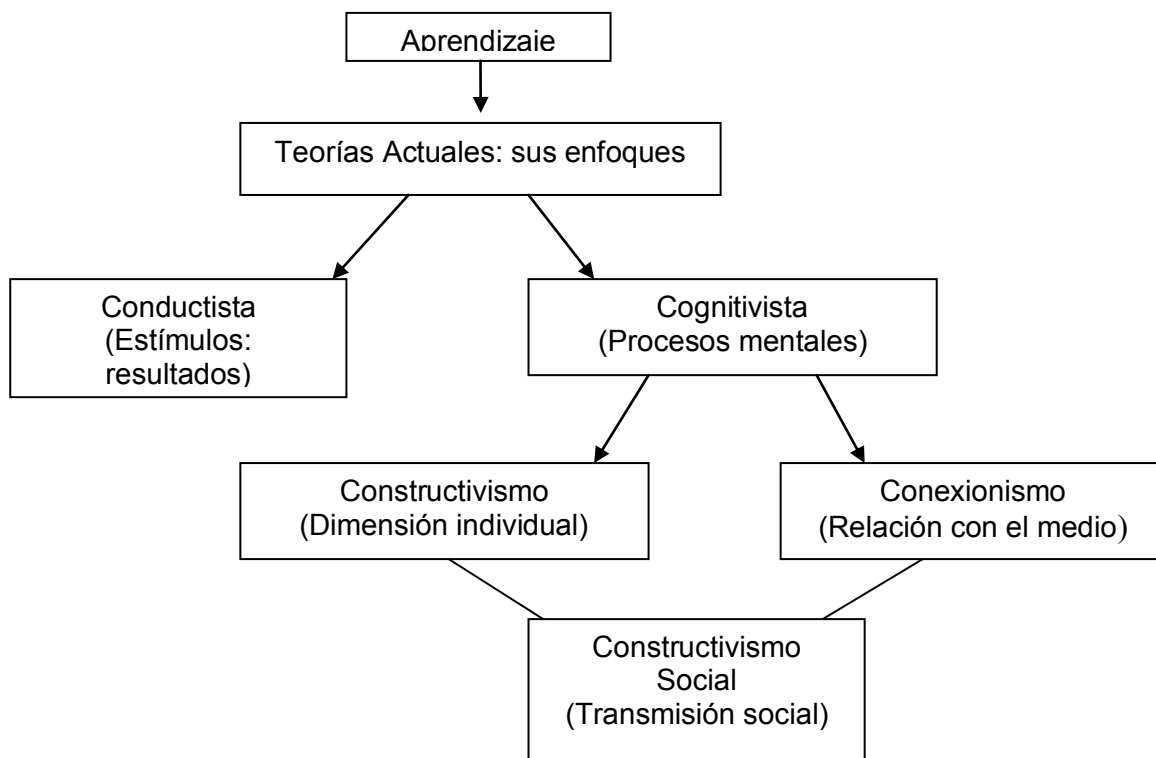 Aprendizaje
Teorías Actuales: sus enfoques
Conductista
(Estímulos:
resultados)
Cognitivista
(Procesos mentales)
Constructivismo
(Dimensión individual)
Conexionismo
(Relación con el medio)
Constructivismo
Social
(Transmisión social)